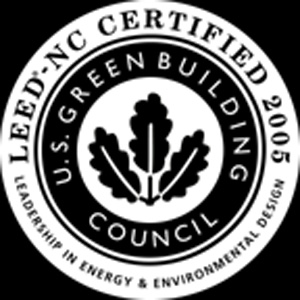 LEED®-NC CERTIFIED 2005
LEADERSHIP IN ENERGY & ENVIRONMENTAL DESIGN
U.S. GREEN BUILDING
COUNCIL